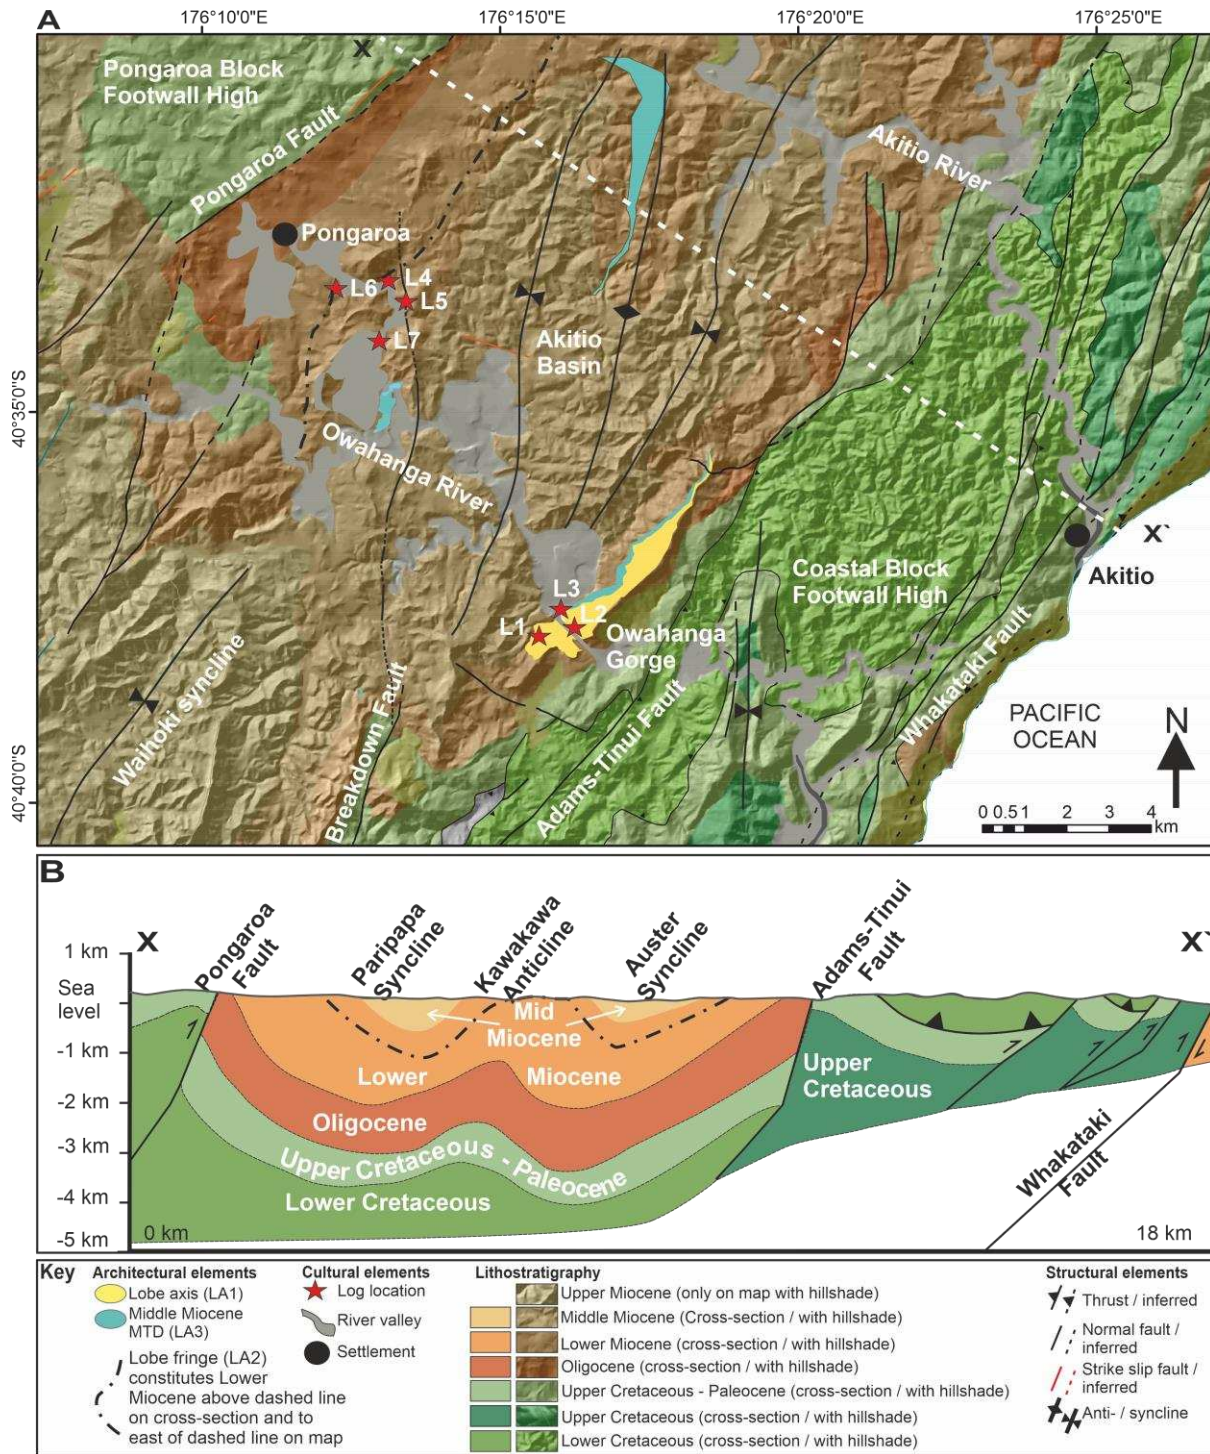 A
176°10'0"E
176°15'0"E
176°20'0"E
176°25'0"E
X
Pongaroa Block
Footwall High
Pongaroa Fault
Akitio River
Pongaroa
L4
L6
L5
L7
Akitio
Basin
40°35'0"S
Owahanga River
L3
L2
L1
Owahanga
Gorge
Coastal Block
Footwall High
X`
Akitio
Waihoki syncline
Breakdown Fault
Adams-Tinui Fault
Whakataki Fault
PACIFIC
OCEAN
N
40°40'0"S
0 0.5 1 2 3 4
km
B
X
X`
Pongaroa
Fault
Paripapa
Syncline
Kawakawa
Anticline
Auster
Syncline
Adams-Tinui
Fault
1 km
Sea
level
-1 km
-2 km
-3 km
-4 km
-5 km
Mid
Miocene
Lower Miocene
Oligocene
Upper Cretaceous - Paleocene
Lower Cretaceous
Upper
Cretaceous
Whakataki
Fault
0 km
18 km
Key
Architectural elements
Lobe axis (LA1)
Middle Miocene
MTD (LA3)
Lobe fringe (LA2)
constitutes Lower
Miocene above dashed line
on cross-section and to
east of dashed line on map
Cultural elements
Log location
River valley
Settlement
Lithostratigraphy
Upper Miocene (only on map with hillshade)
Middle Miocene (Cross-section / with hillshade)
Lower Miocene (cross-section / with hillshade)
Oligocene (cross-section / with hillshade)
Upper Cretaceous - Paleocene (cross-section / with hillshade)
Upper Cretaceous (cross-section / with hillshade)
Lower Cretaceous (cross-section / with hillshade)
Structural elements
Thrust / inferred
Normal fault /
inferred
Strike slip fault /
inferred
Anti- / syncline